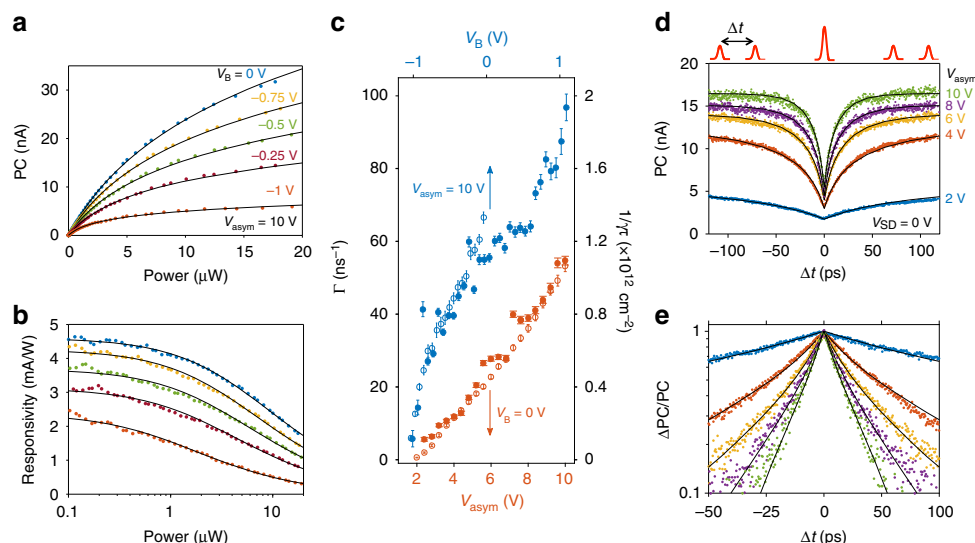 a
PC (nA)
30
20
10
0
V_B = 0 V
−0.75 V
−0.5 V
−0.25 V
−1 V
V_asym = 10 V
0
5
10
15
20
Power (μW)
b
Responsivity (mA/W)
5
4
3
2
1
0
0.1
1
10
Power (μW)
c
V_B (V)
−1
0
1
Γ (ns⁻¹)
100
80
60
40
20
0
V_asym = 10 V
V_B = 0 V
2
1.6
1.2
0.8
0.4
0
1/γτ (×10¹² cm⁻²)
2
4
6
8
10
V_asym (V)
d
Δt
PC (nA)
20
15
10
5
0
V_asym
10 V
8 V
6 V
4 V
2 V
V_SD = 0 V
−100
−50
0
50
100
Δt (ps)
e
ΔPC/PC
1
0.1
−50
−25
0
50
100
Δt (ps)